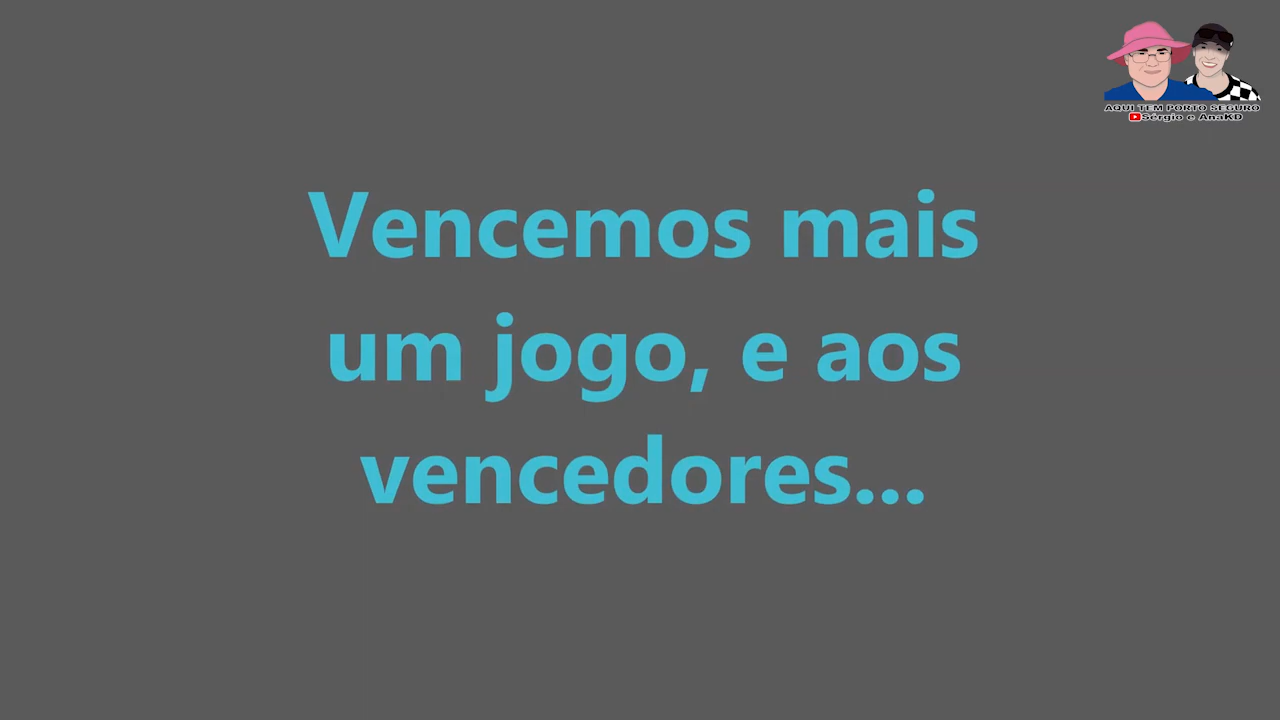 AQUI TEM PORTO SEGURO
Sérgio e AnaKD
Vencemos mais
um jogo, e aos
vencedores...